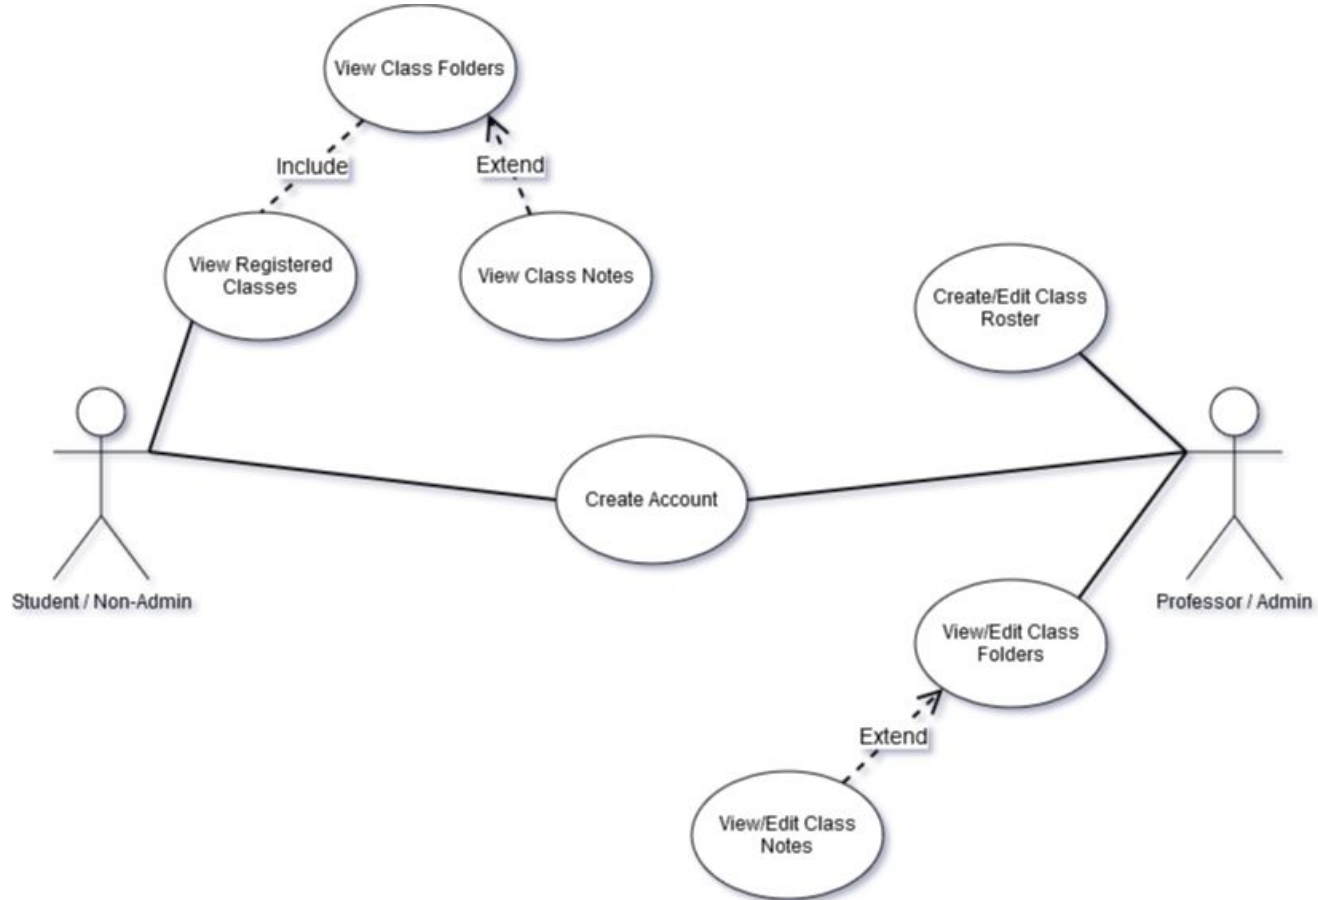 View Class Folders
Include
Extend
View Registered
Classes
View Class Notes
Create/Edit Class
Roster
Create Account
Student / Non-Admin
Professor / Admin
View/Edit Class
Folders
Extend
View/Edit Class
Notes